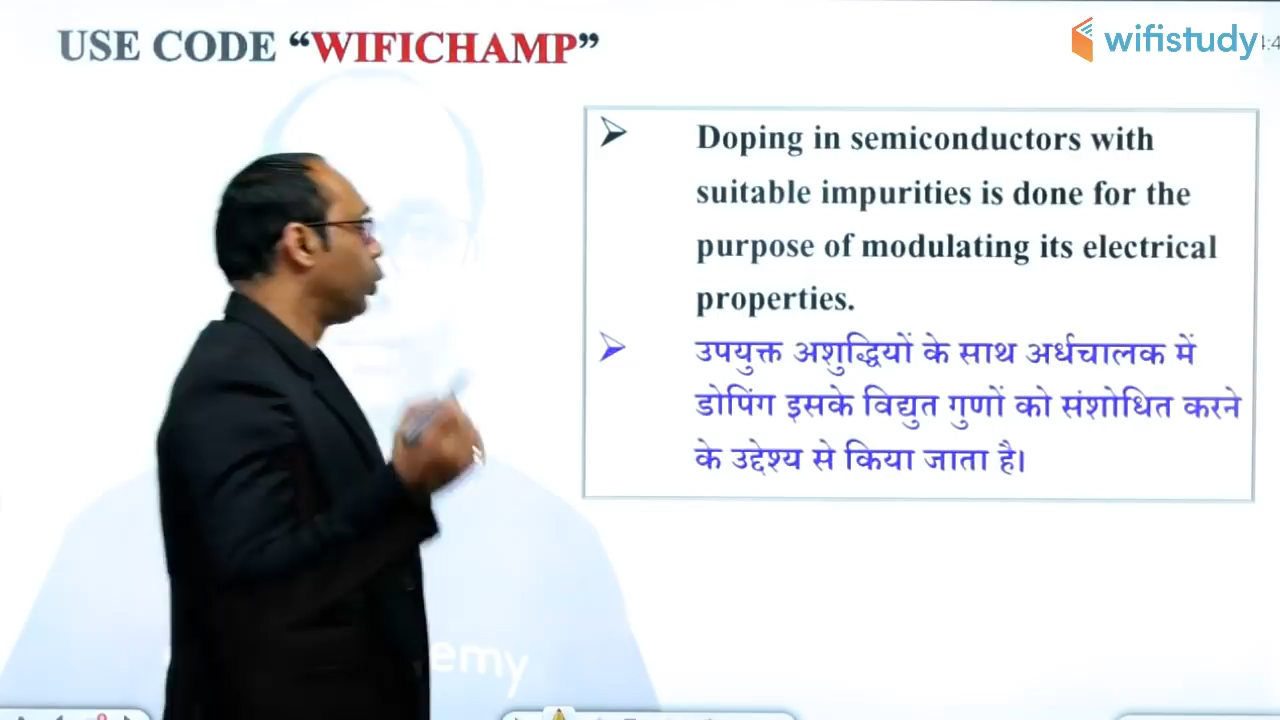 USE CODE “WIFICHAMP”
wifistudy
Doping in semiconductors with
suitable impurities is done for the
purpose of modulating its electrical
properties.
उपयुक्त अशुद्धियों के साथ अर्धचालक में
डोपिंग इसके विद्युत गुणों को संशोधित करने
के उद्देश्य से किया जाता है।